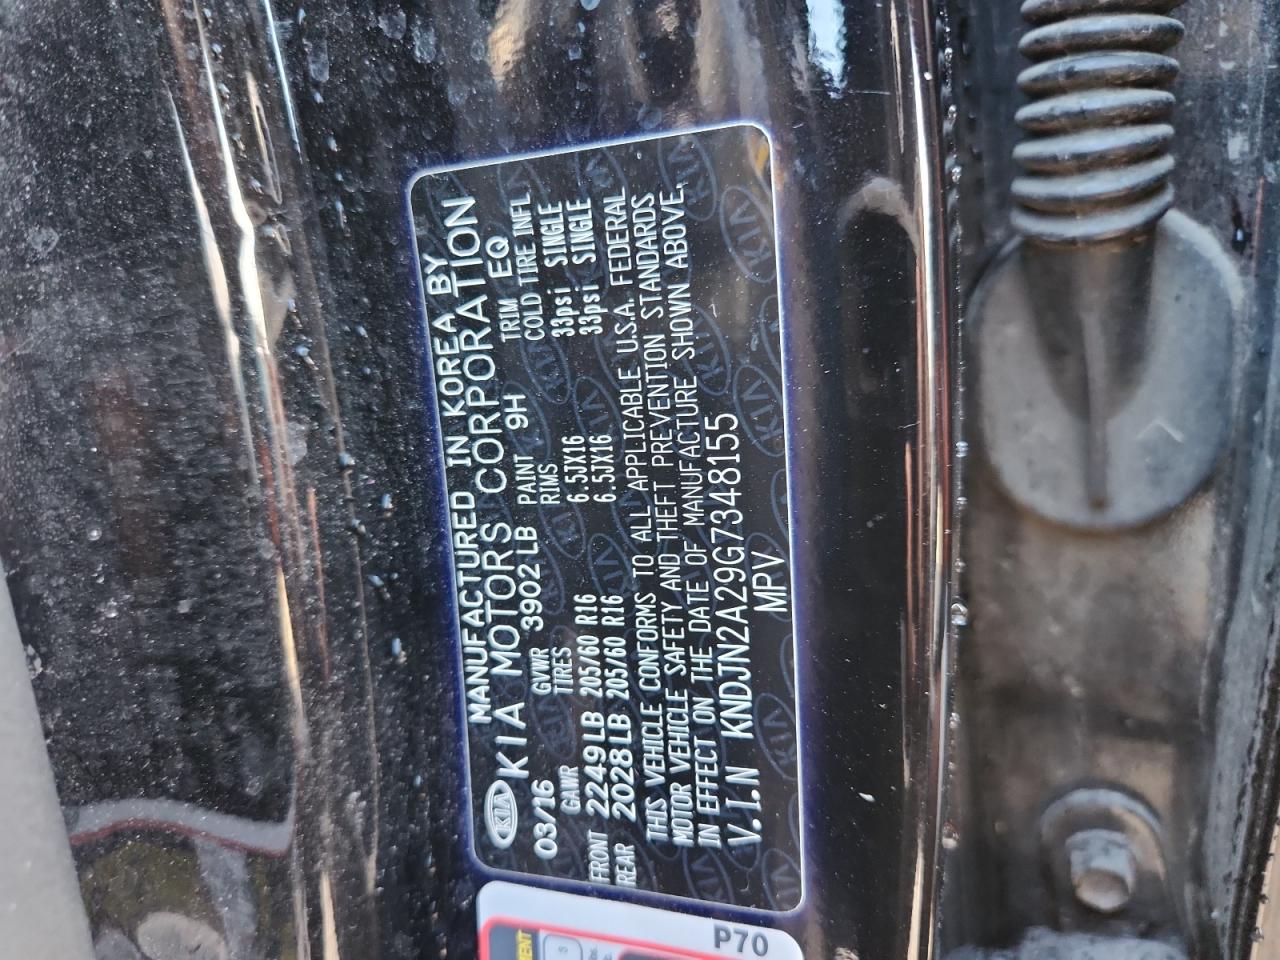 KIA MANUFACTURED IN KOREA BY
KIA MOTORS CORPORATION
03/16 GVWR 3902LB PAINT 9H TRIM EQ
GAWR TIRES RIMS COLD TIRE INFL
FRONT 2249LB 205/60 R16 6.5JX16 33psi SINGLE
REAR 2028LB 205/60 R16 6.5JX16 33psi SINGLE
THIS VEHICLE CONFORMS TO ALL APPLICABLE U.S.A. FEDERAL
MOTOR VEHICLE SAFETY AND THEFT PREVENTION STANDARDS
IN EFFECT ON THE DATE OF MANUFACTURE SHOWN ABOVE.
V.I.N KNDJN2A29G7348155
MPV
P70